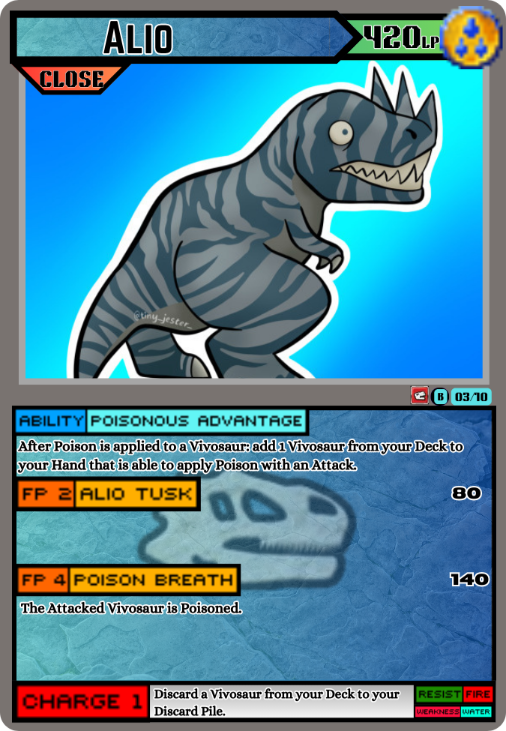 ALIO
420LP
CLOSE
@tiny_jester_
B 03/10
ABILITY POISONOUS ADVANTAGE
After Poison is applied to a Vivosaur: add 1 Vivosaur from your Deck to
your Hand that is able to apply Poison with an Attack.
FP 2 ALIO TUSK 80
FP 4 POISON BREATH 140
The Attacked Vivosaur is Poisoned.
CHARGE 1
Discard a Vivosaur from your Deck to your
Discard Pile.
RESIST FIRE
WEAKNESS WATER